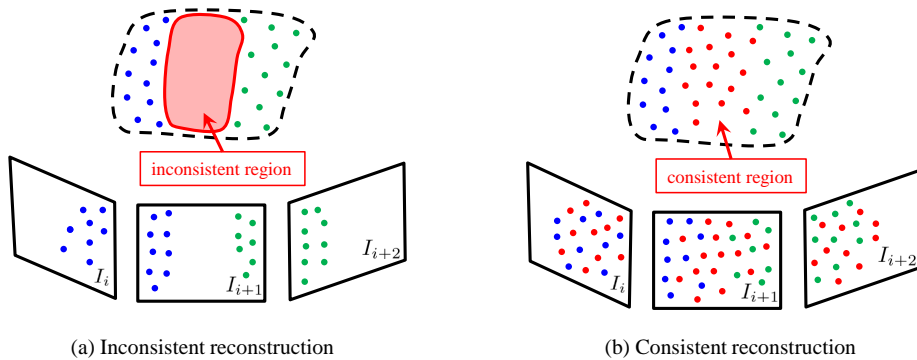 inconsistent region
I_i
I_{i+1}
I_{i+2}
(a) Inconsistent reconstruction
consistent region
I_i
I_{i+1}
I_{i+2}
(b) Consistent reconstruction